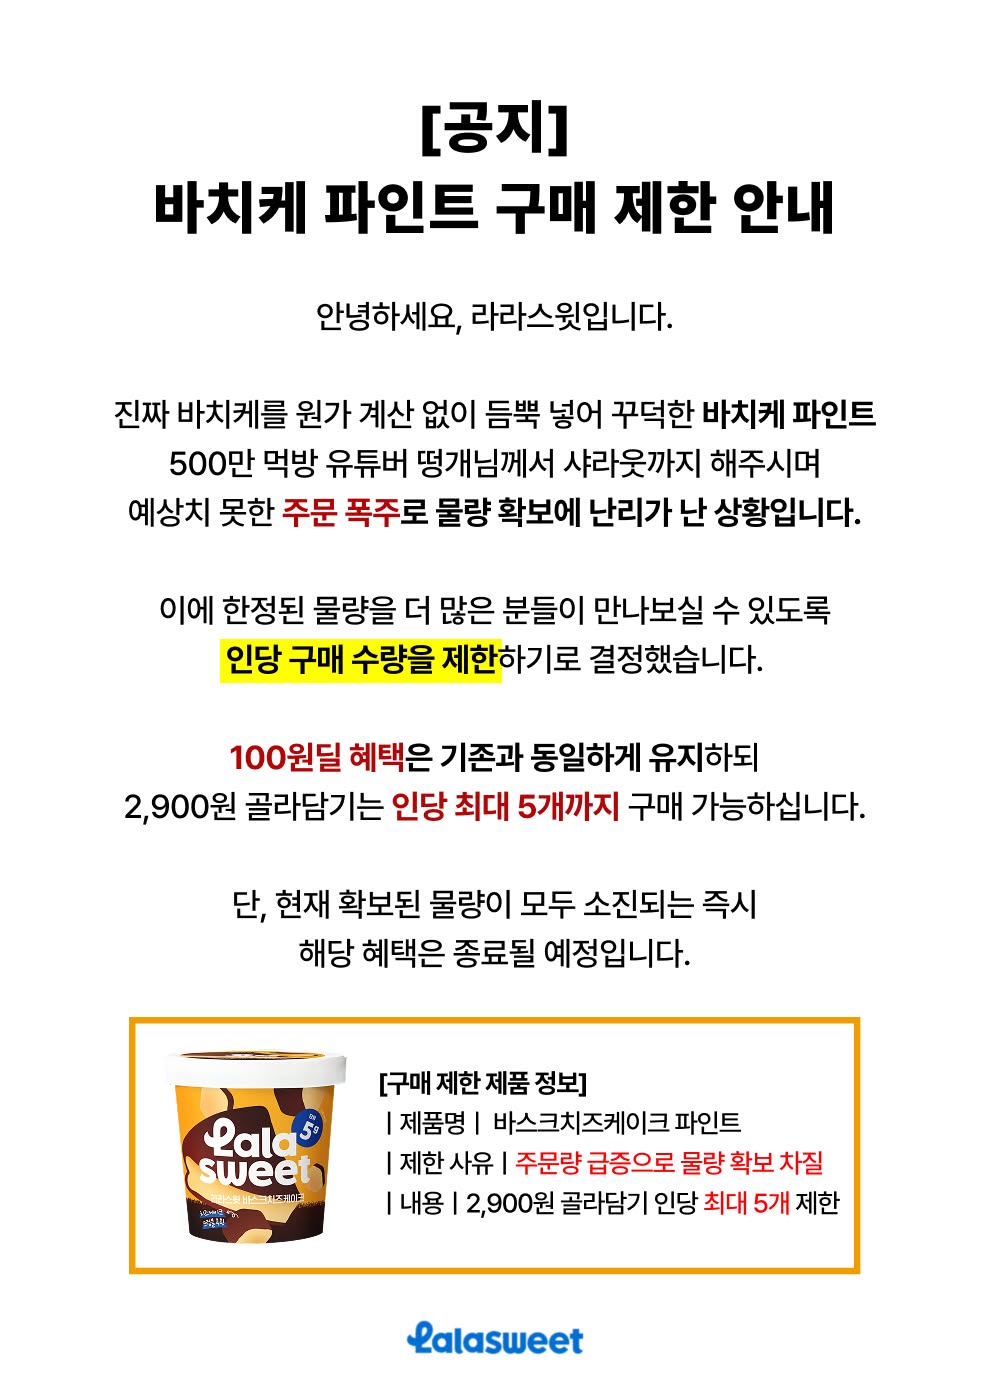 [공지]
바치케 파인트 구매 제한 안내
안녕하세요, 라라스윗입니다.
진짜 바치케를 원가 계산 없이 듬뿍 넣어 꾸덕한 바치케 파인트
500만 먹방 유튜버 떵개님께서 샤라웃까지 해주시며
예상치 못한 주문 폭주로 물량 확보에 난리가 난 상황입니다.
이에 한정된 물량을 더 많은 분들이 만나보실 수 있도록
인당 구매 수량을 제한하기로 결정했습니다.
100원딜 혜택은 기존과 동일하게 유지하되
2,900원 골라담기는 인당 최대 5개까지 구매 가능하십니다.
단, 현재 확보된 물량이 모두 소진되는 즉시
해당 혜택은 종료될 예정입니다.
lala
sweet
5g
라라스윗 바스크치즈케이크
[구매 제한 제품 정보]
| 제품명 | 바스크치즈케이크 파인트
| 제한 사유 | 주문량 급증으로 물량 확보 차질
| 내용 | 2,900원 골라담기 인당 최대 5개 제한
lalasweet